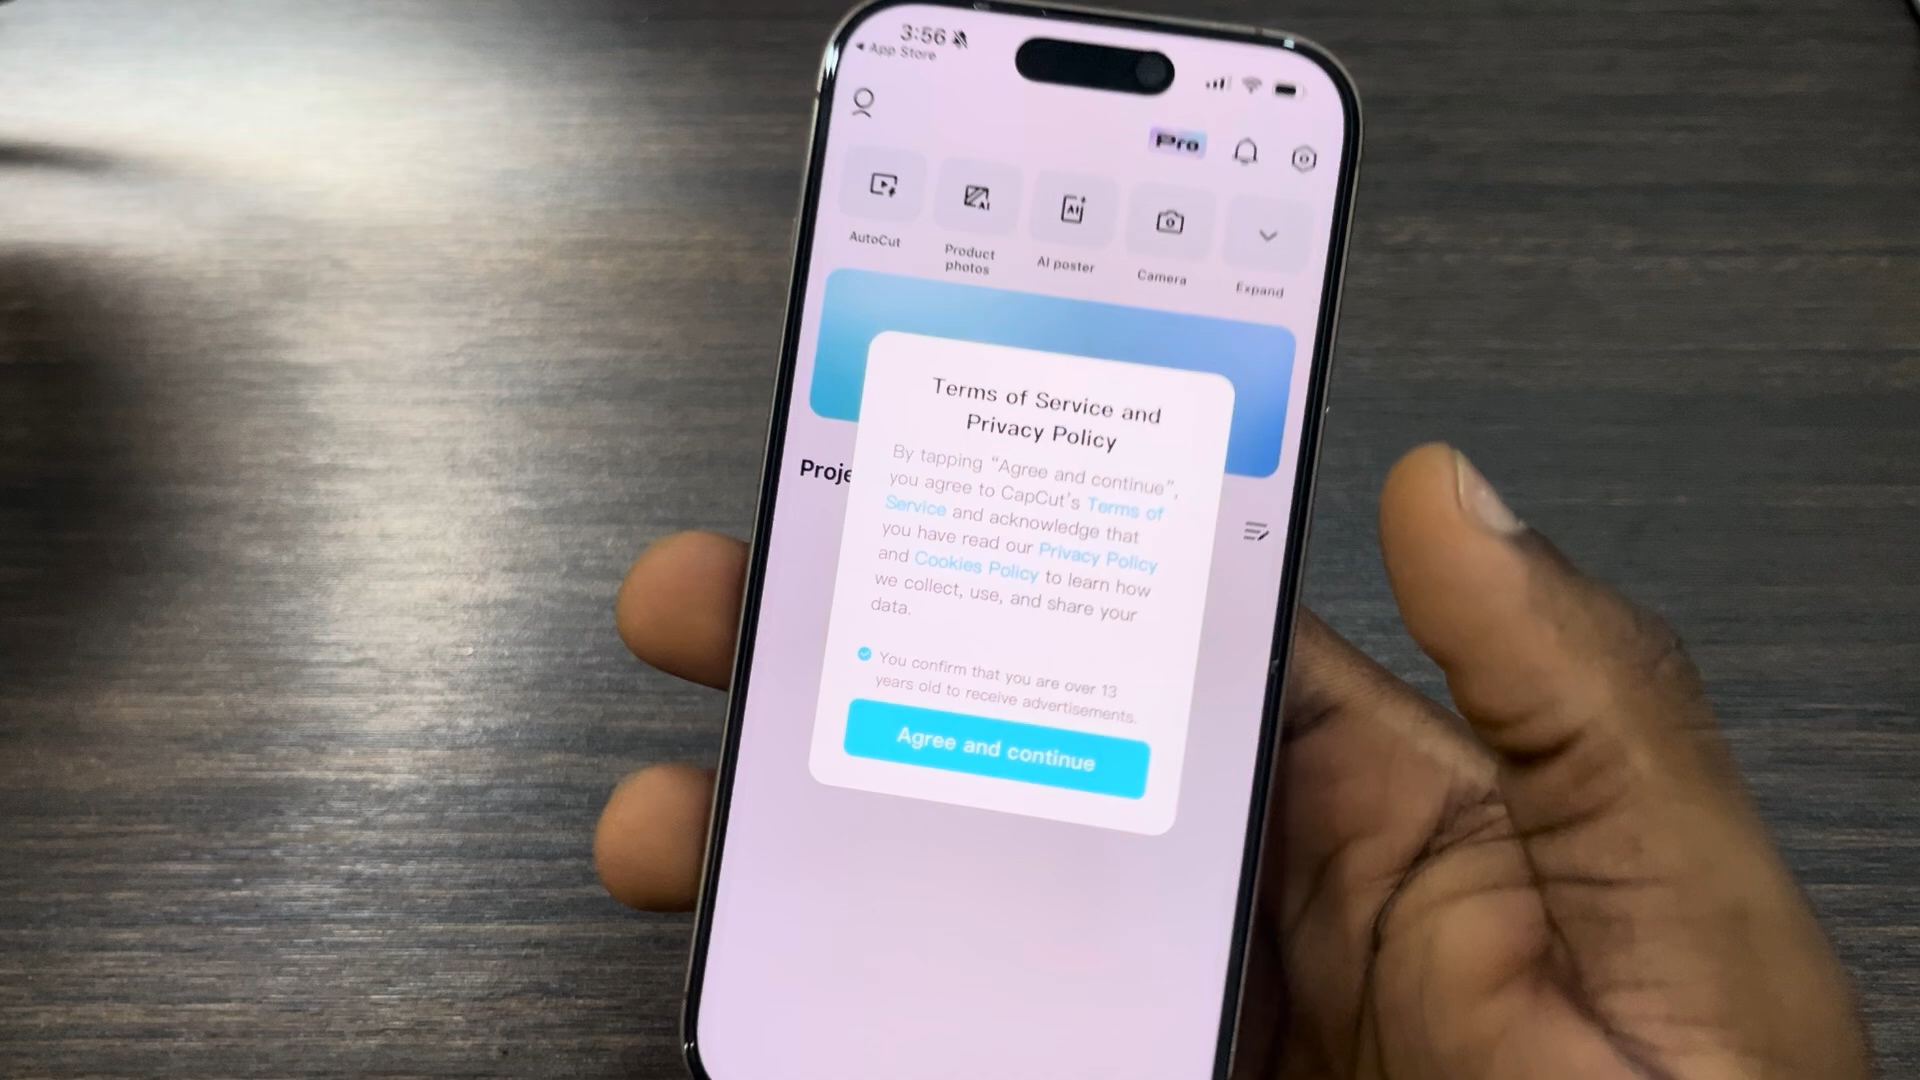 3:56
App Store
Pro
AutoCut
Product
photos
AI poster
Camera
Expand
Terms of Service and
Privacy Policy
Proje
By tapping “Agree and continue”,
you agree to CapCut’s Terms of
Service and acknowledge that
you have read our Privacy Policy
and Cookies Policy to learn how
we collect, use, and share your
data.
You confirm that you are over 13
years old to receive advertisements.
Agree and continue